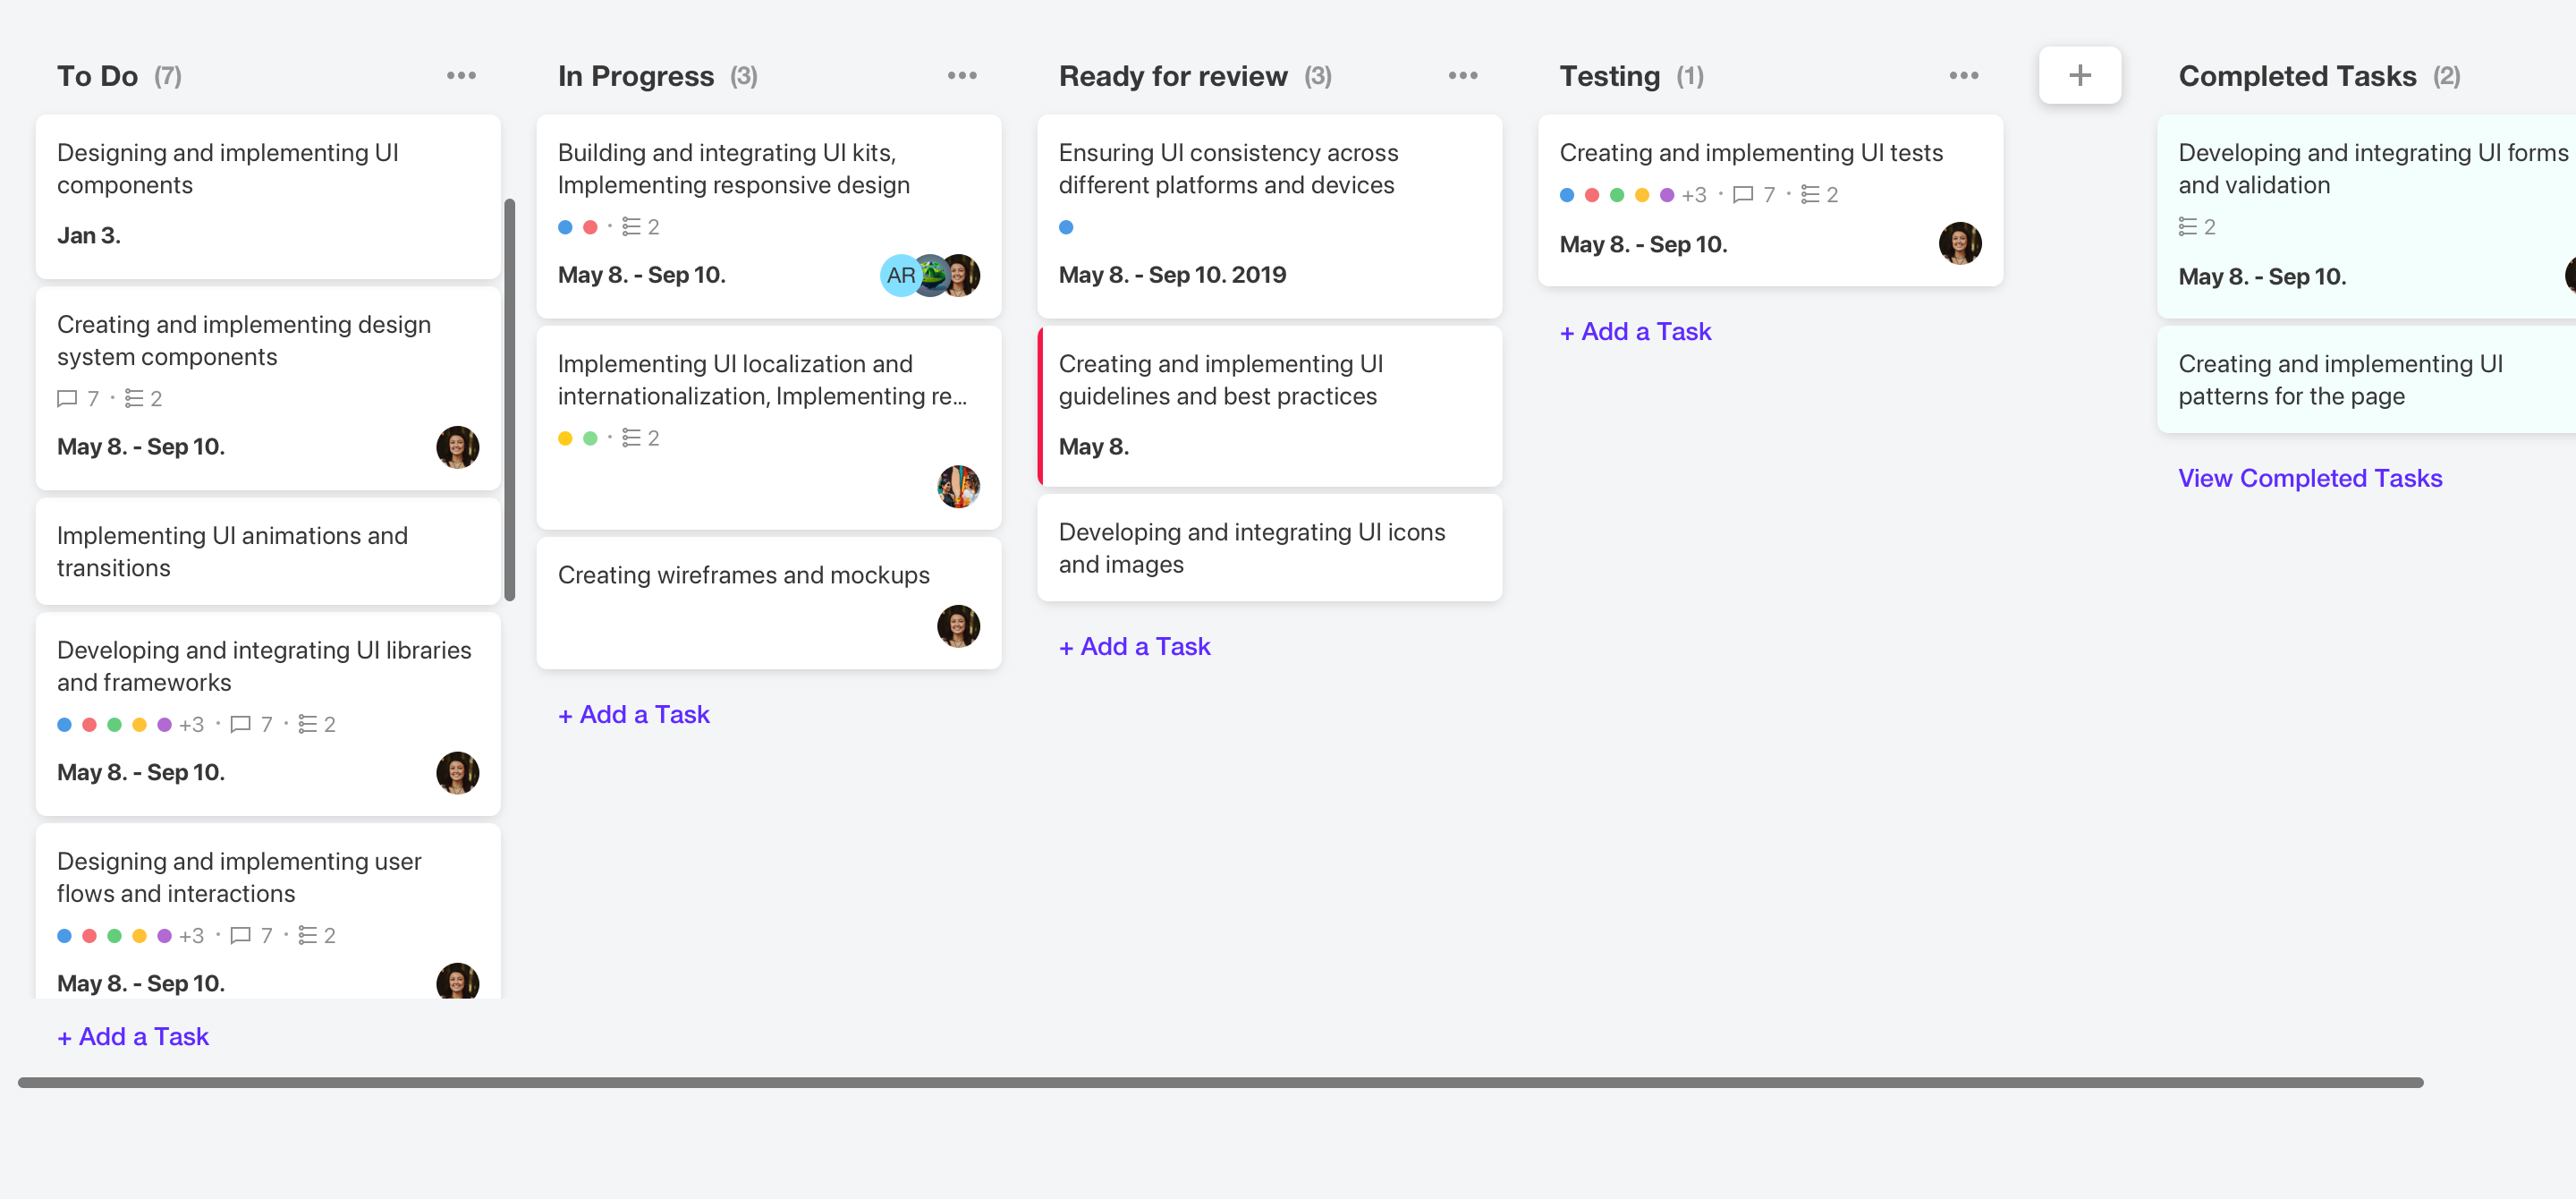 To Do (7)
Designing and implementing UI
components
Jan 3.
Creating and implementing design
system components
7 · 2
May 8. - Sep 10.
Implementing UI animations and
transitions
Developing and integrating UI libraries
and frameworks
+3 · 7 · 2
May 8. - Sep 10.
Designing and implementing user
flows and interactions
+3 · 7 · 2
May 8. - Sep 10.
+ Add a Task
In Progress (3)
Building and integrating UI kits,
Implementing responsive design
· 2
May 8. - Sep 10.
AR
Implementing UI localization and
internationalization, Implementing re...
· 2
Creating wireframes and mockups
+ Add a Task
Ready for review (3)
Ensuring UI consistency across
different platforms and devices
May 8. - Sep 10. 2019
Creating and implementing UI
guidelines and best practices
May 8.
Developing and integrating UI icons
and images
+ Add a Task
Testing (1)
Creating and implementing UI tests
+3 · 7 · 2
May 8. - Sep 10.
+ Add a Task
+
Completed Tasks (2)
Developing and integrating UI forms
and validation
2
May 8. - Sep 10.
Creating and implementing UI
patterns for the page
View Completed Tasks